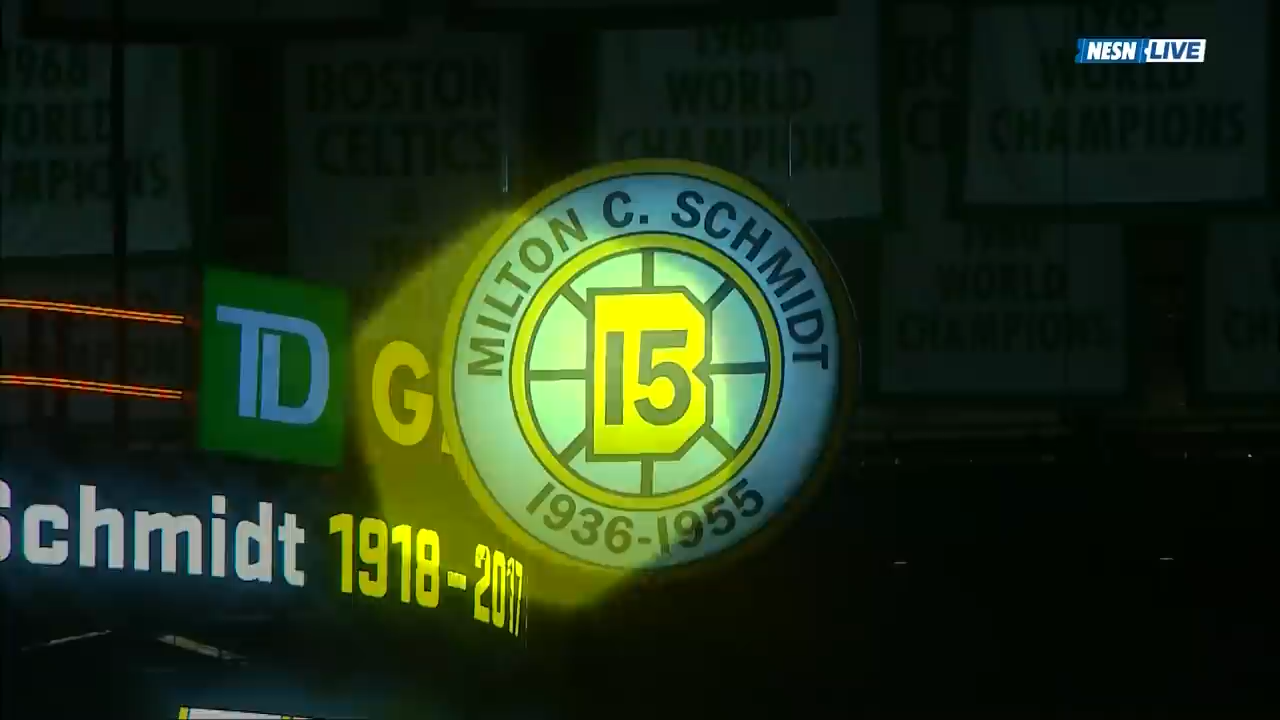 NESN LIVE
1966
WORLD
CHAMPIONS
WORLD
CHAMPIONS
BOSTON
CELTICS
WORLD
CHAMPIONS
WORLD
CHAMPIONS
MILTON C. SCHMIDT
B
15
1936-1955
TD
G
Schmidt 1918-2017